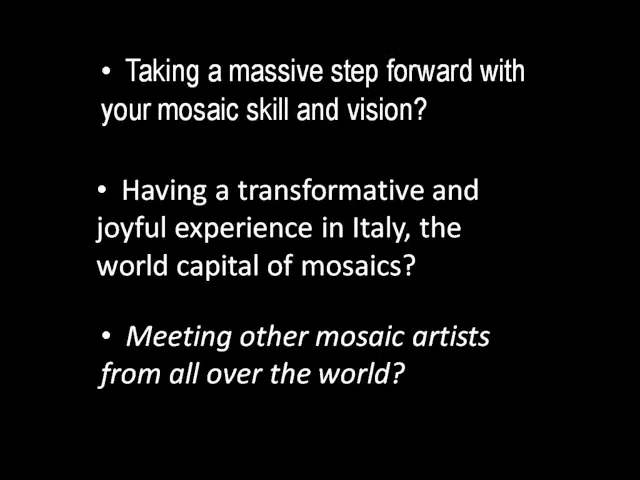 • Taking a massive step forward with
your mosaic skill and vision?
• Having a transformative and
joyful experience in Italy, the
world capital of mosaics?
• Meeting other mosaic artists
from all over the world?